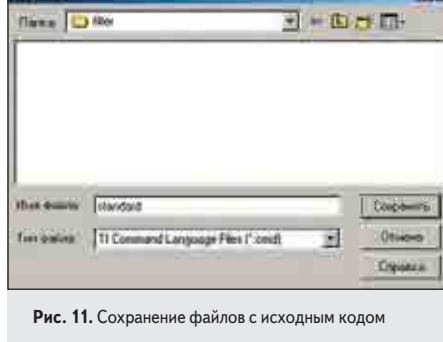 Папка: filter
Имя файла: standard Сохранить
Тип файла: TI Command Language Files (*.cmd) Отмена
Справка
Рис. 11. Сохранение файлов с исходным кодом